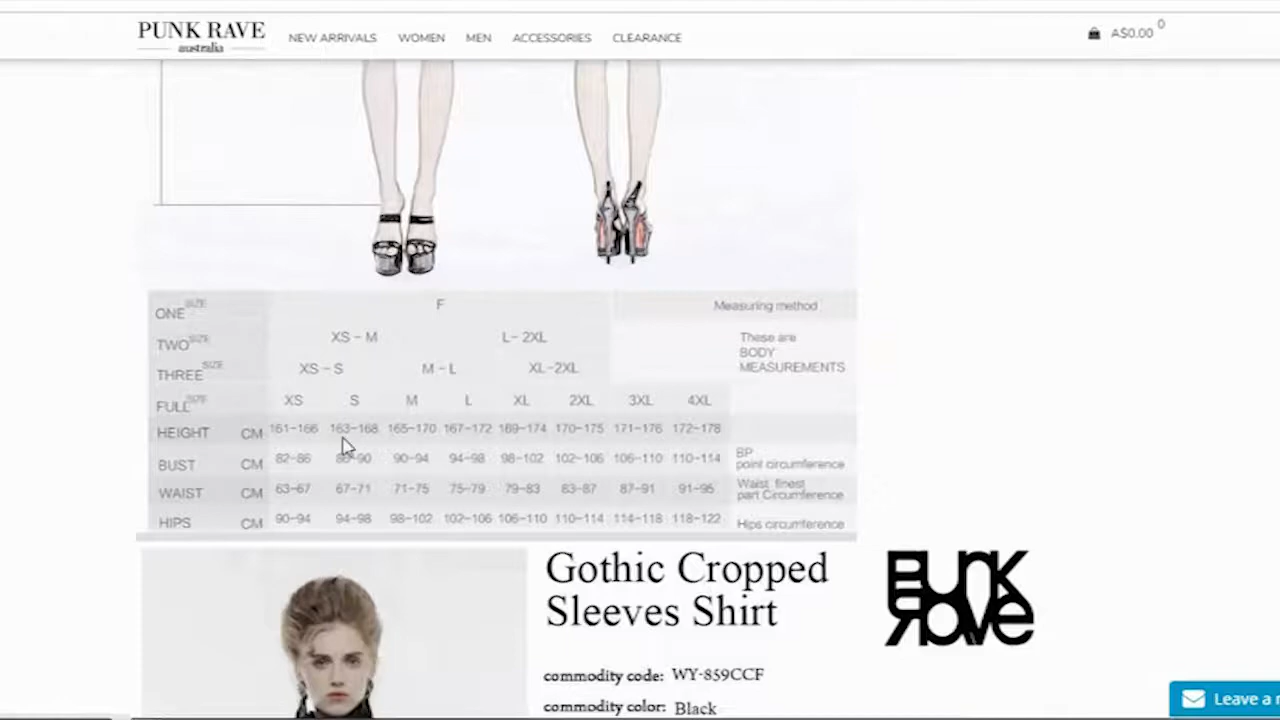 PUNK RAVE
australia
NEW ARRIVALS WOMEN MEN ACCESSORIES CLEARANCE
A$0.00 0
ONE SIZE F Measuring method
TWO SIZE XS - M L - 2XL These are
BODY
THREE SIZE XS - S M - L XL-2XL MEASUREMENTS
FULL SIZE XS S M L XL 2XL 3XL 4XL
HEIGHT CM 161-166 163-168 165-170 167-172 169-174 170-175 171-176 172-178
BUST CM 82-86 86-90 90-94 94-98 98-102 102-106 106-110 110-114 BP
point circumference
WAIST CM 63-67 67-71 71-75 75-79 79-83 83-87 87-91 91-95 Waist finest
part Circumference
HIPS CM 90-94 94-98 98-102 102-106 106-110 110-114 114-118 118-122 Hips circumference
Gothic Cropped
Sleeves Shirt
PUNK
RAVE
commodity code: WY-859CCF
commodity color: Black
Leave a